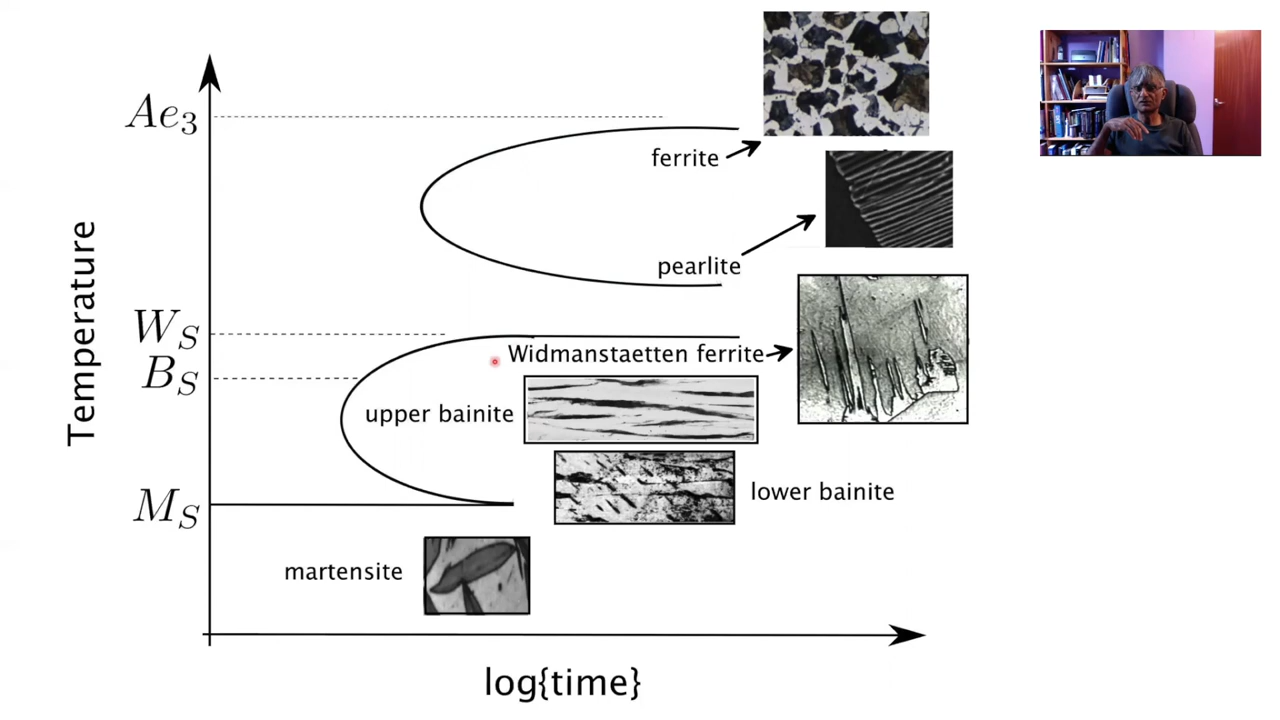 Ae3
ferrite
pearlite
WS
Widmanstaetten ferrite
BS
upper bainite
lower bainite
MS
martensite
Temperature
log{time}